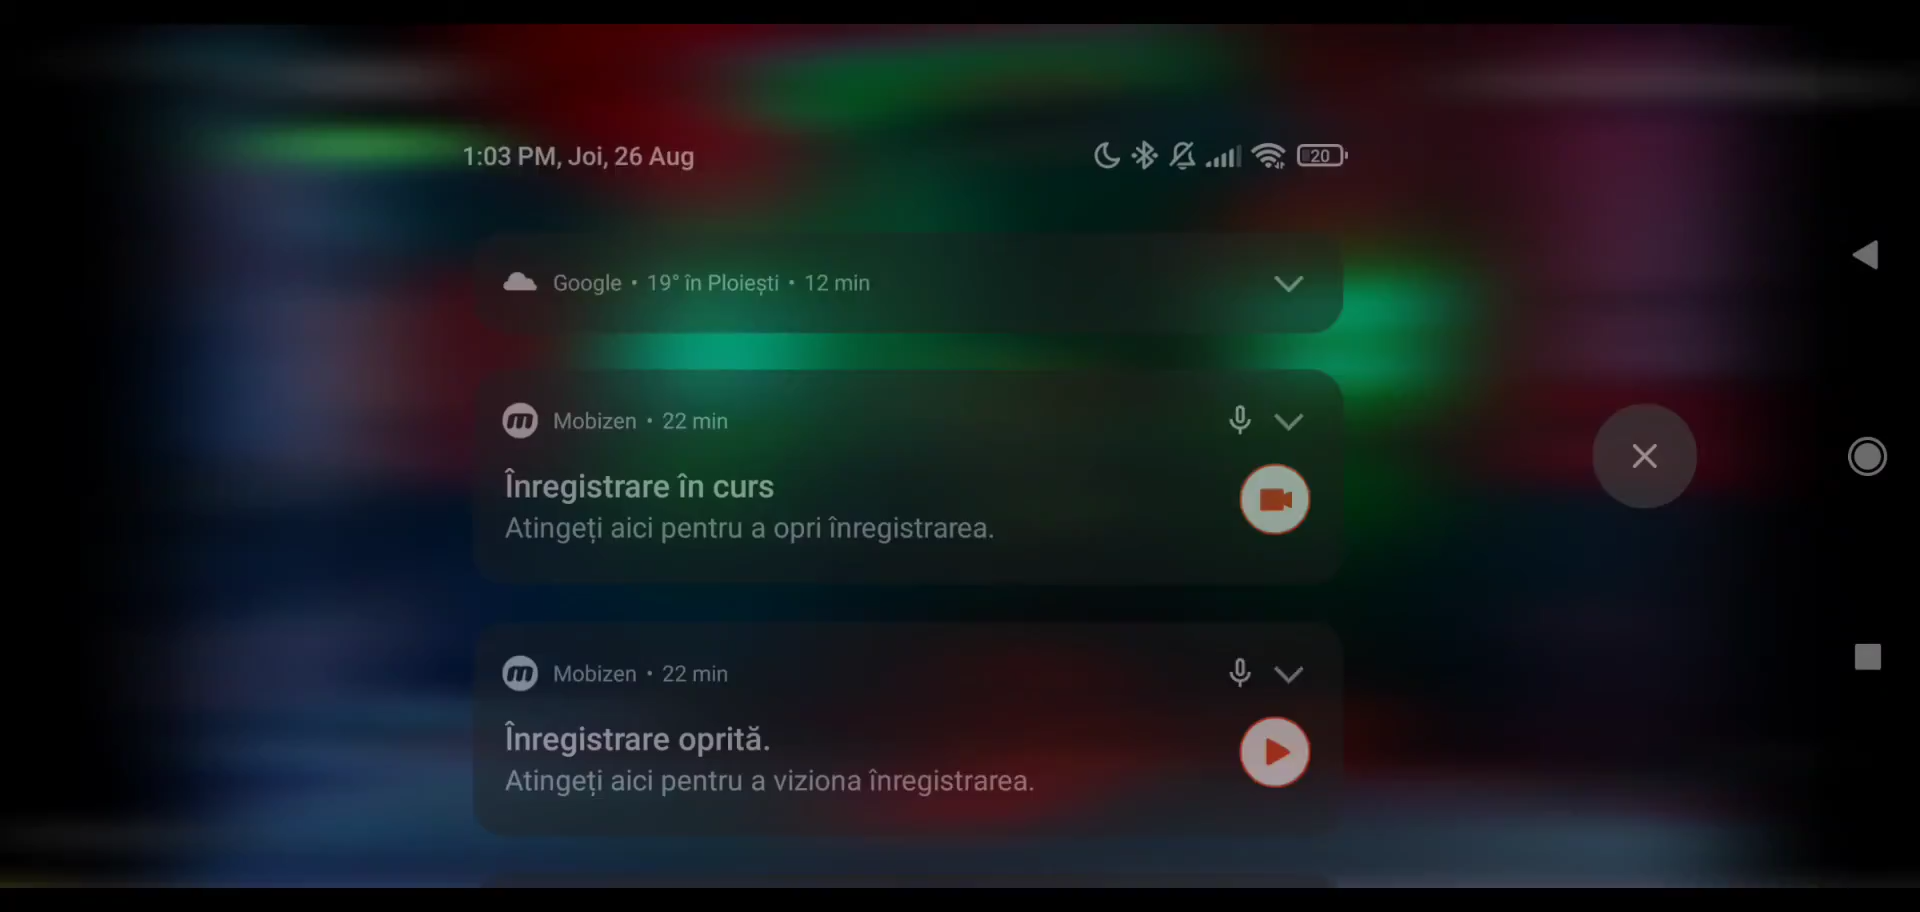 1:03 PM, Joi, 26 Aug
20
Google • 19° în Ploiești • 12 min
Mobizen • 22 min
Înregistrare în curs
Atingeți aici pentru a opri înregistrarea.
Mobizen • 22 min
Înregistrare oprită.
Atingeți aici pentru a viziona înregistrarea.